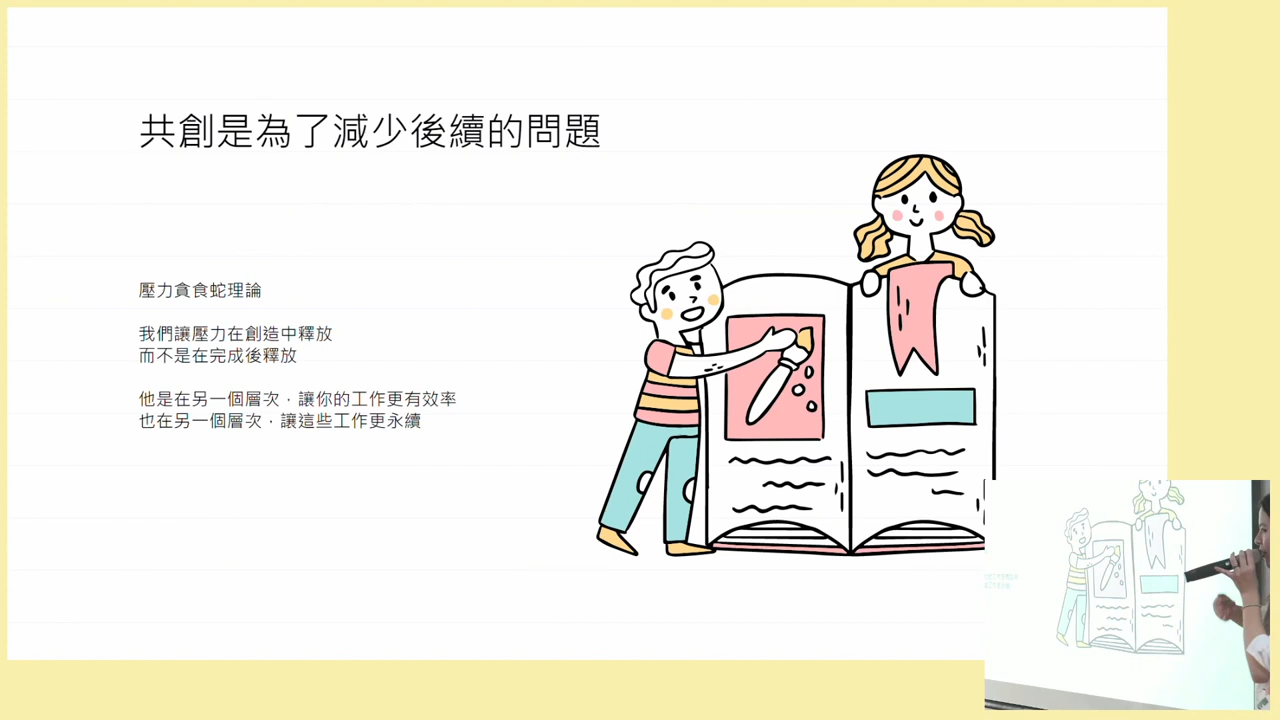 共創是為了減少後續的問題
壓力貪食蛇理論
我們讓壓力在創造中釋放
而不是在完成後釋放
他是在另一個層次，讓你的工作更有效率
也在另一個層次，讓這些工作更永續